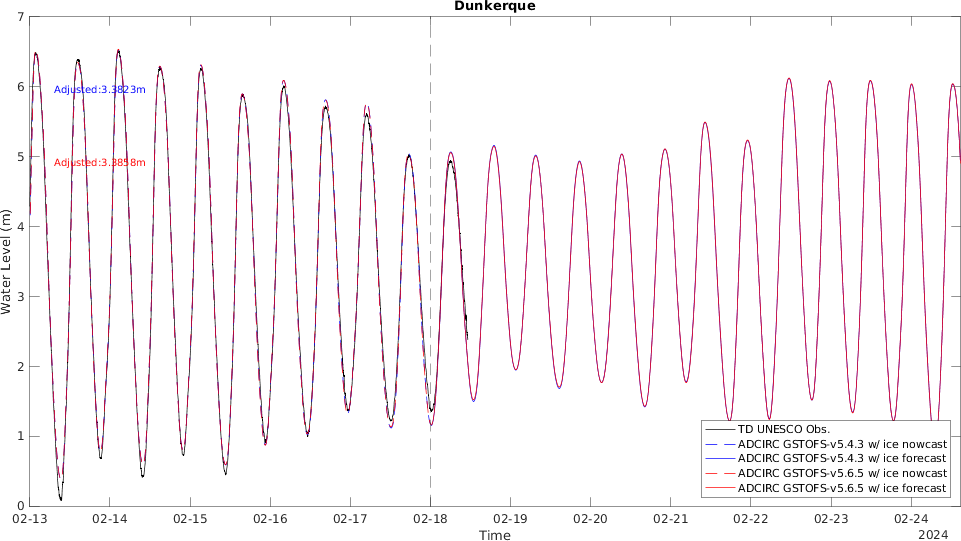 Dunkerque
7
6
Adjusted:3.3823m
5
Adjusted:3.3858m
4
Water Level (m)
3
2
1
0
TD UNESCO Obs.
ADCIRC GSTOFS-v5.4.3 w/ ice nowcast
ADCIRC GSTOFS-v5.4.3 w/ ice forecast
ADCIRC GSTOFS-v5.6.5 w/ ice nowcast
ADCIRC GSTOFS-v5.6.5 w/ ice forecast
02-13 02-14 02-15 02-16 02-17 02-18 02-19 02-20 02-21 02-22 02-23 02-24
Time
2024